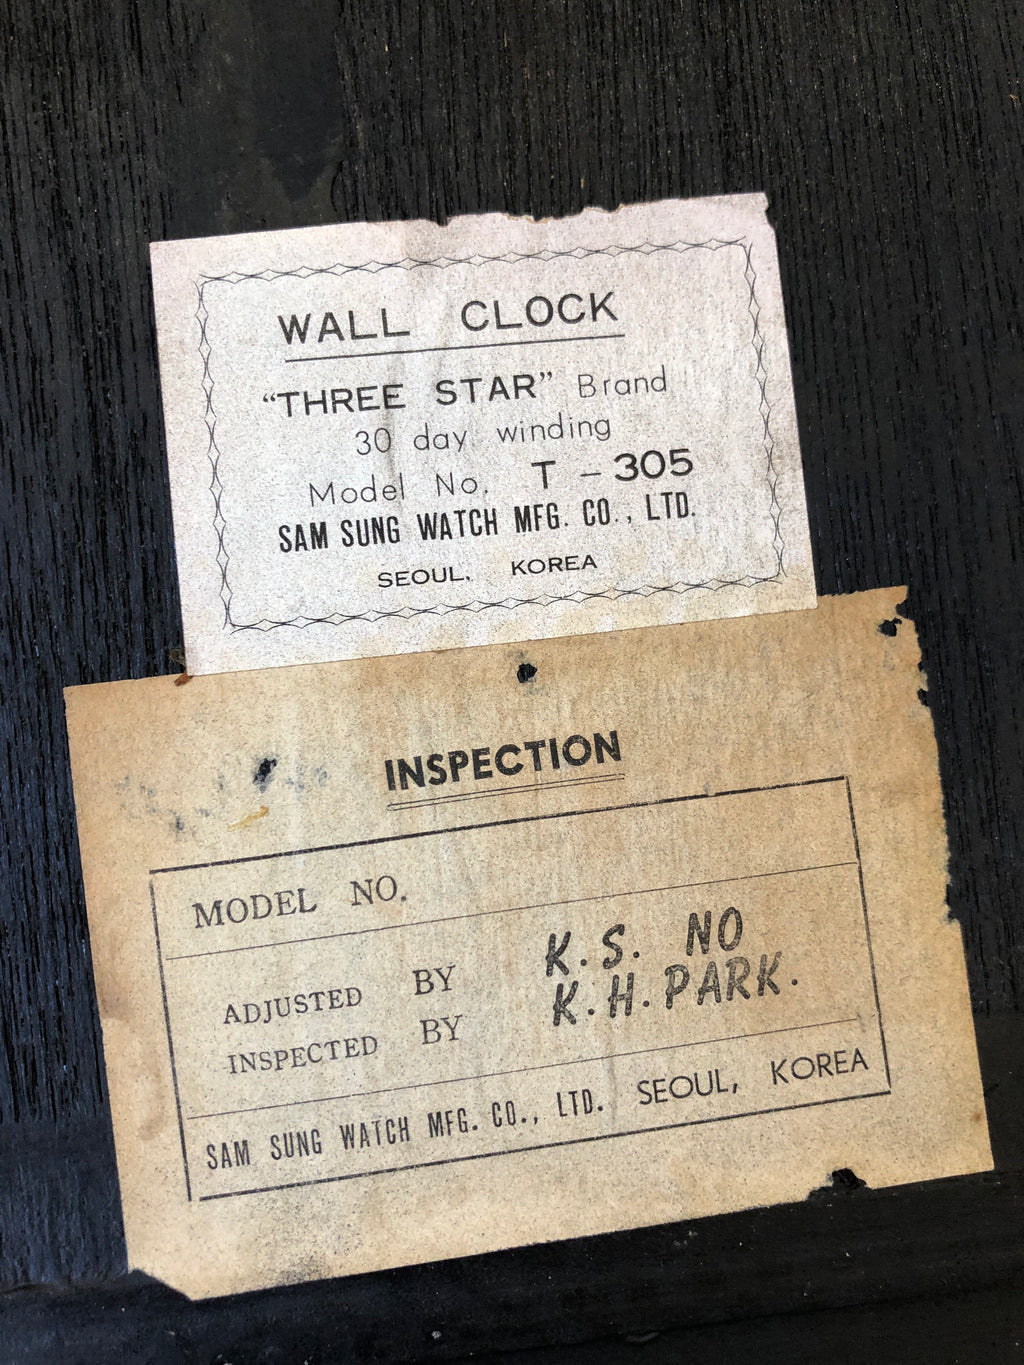 WALL CLOCK
"THREE STAR" Brand
30 day winding
Model No. T - 305
SAM SUNG WATCH MFG. CO., LTD.
SEOUL, KOREA
INSPECTION
MODEL NO.
ADJUSTED BY K. S. NO
INSPECTED BY K. H. PARK.
SAM SUNG WATCH MFG. CO., LTD. SEOUL, KOREA